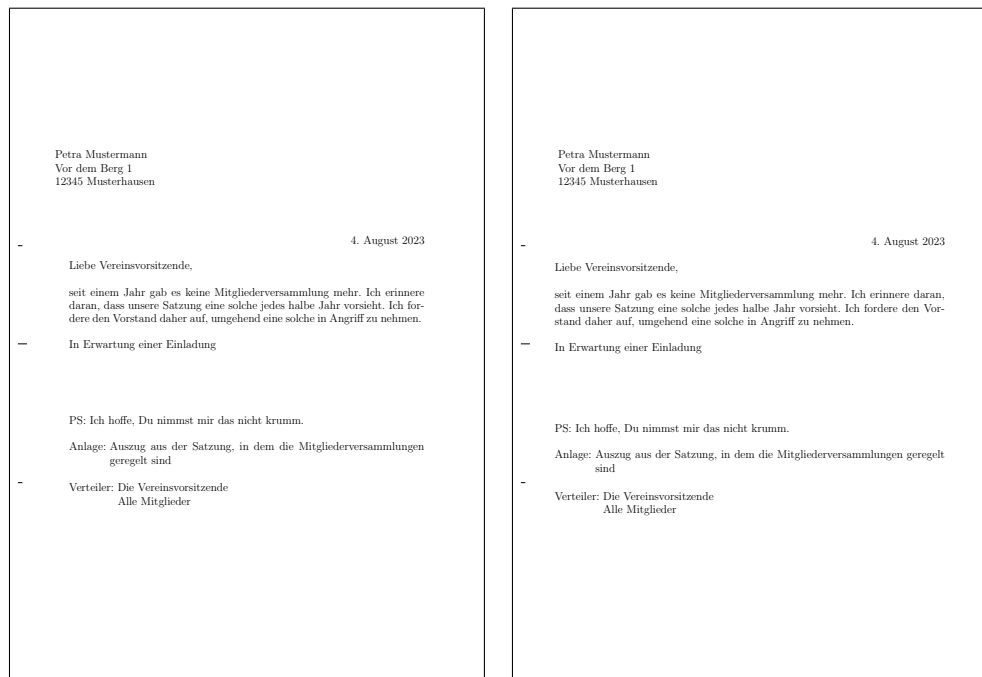 Petra Mustermann
Vor dem Berg 1
12345 Musterhausen
4. August 2023
Liebe Vereinsvorsitzende,
seit einem Jahr gab es keine Mitgliederversammlung mehr. Ich erinnere
daran, dass unsere Satzung eine solche jedes halbe Jahr vorsieht. Ich for-
dere den Vorstand daher auf, umgehend eine solche in Angriff zu nehmen.
In Erwartung einer Einladung
PS: Ich hoffe, Du nimmst mir das nicht krumm.
Anlage: Auszug aus der Satzung, in dem die Mitgliederversammlungen
geregelt sind
Verteiler: Die Vereinsvorsitzende
Alle Mitglieder
Petra Mustermann
Vor dem Berg 1
12345 Musterhausen
4. August 2023
Liebe Vereinsvorsitzende,
seit einem Jahr gab es keine Mitgliederversammlung mehr. Ich erinnere daran,
dass unsere Satzung eine solche jedes halbe Jahr vorsieht. Ich fordere den Vor-
stand daher auf, umgehend eine solche in Angriff zu nehmen.
In Erwartung einer Einladung
PS: Ich hoffe, Du nimmst mir das nicht krumm.
Anlage: Auszug aus der Satzung, in dem die Mitgliederversammlungen geregelt
sind
Verteiler: Die Vereinsvorsitzende
Alle Mitglieder